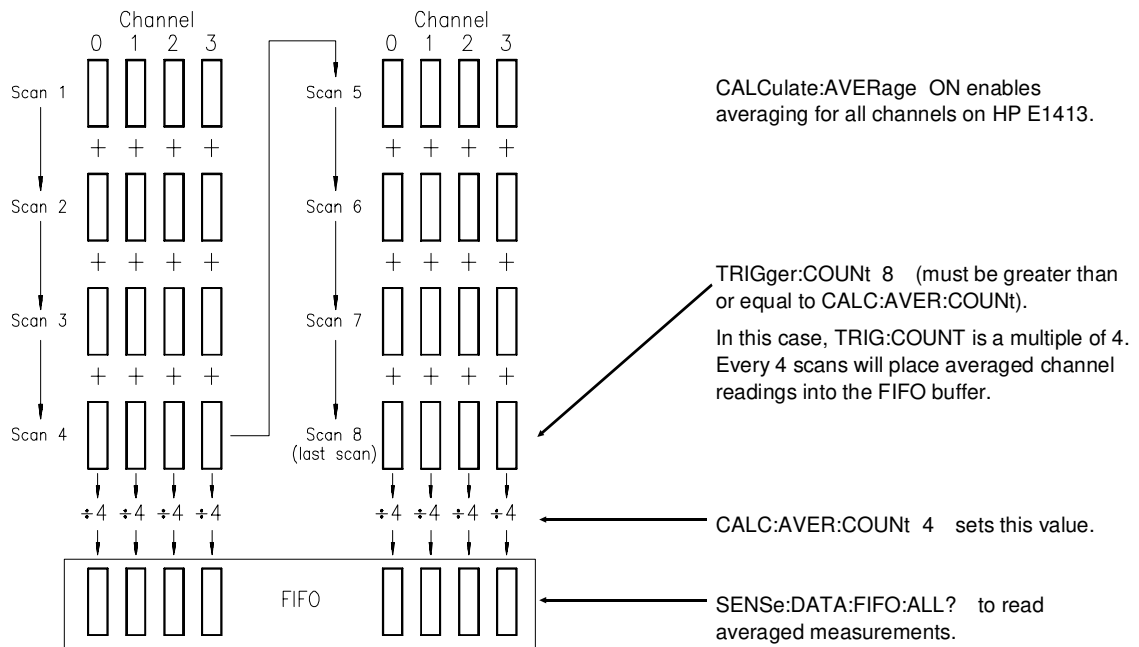 Channel
0 1 2 3
Channel
0 1 2 3
Scan 1
Scan 5
CALCulate:AVERage ON enables
averaging for all channels on HP E1413.
+ + + +
+ + + +
Scan 2
Scan 6
+ + + +
+ + + +
TRIGger:COUNt 8 (must be greater than
or equal to CALC:AVER:COUNt).
Scan 3
Scan 7
In this case, TRIG:COUNT is a multiple of 4.
Every 4 scans will place averaged channel
readings into the FIFO buffer.
+ + + +
+ + + +
Scan 4
Scan 8
(last scan)
÷4 ÷4 ÷4 ÷4
÷4 ÷4 ÷4 ÷4
CALC:AVER:COUNt 4 sets this value.
FIFO
SENSe:DATA:FIFO:ALL? to read
averaged measurements.